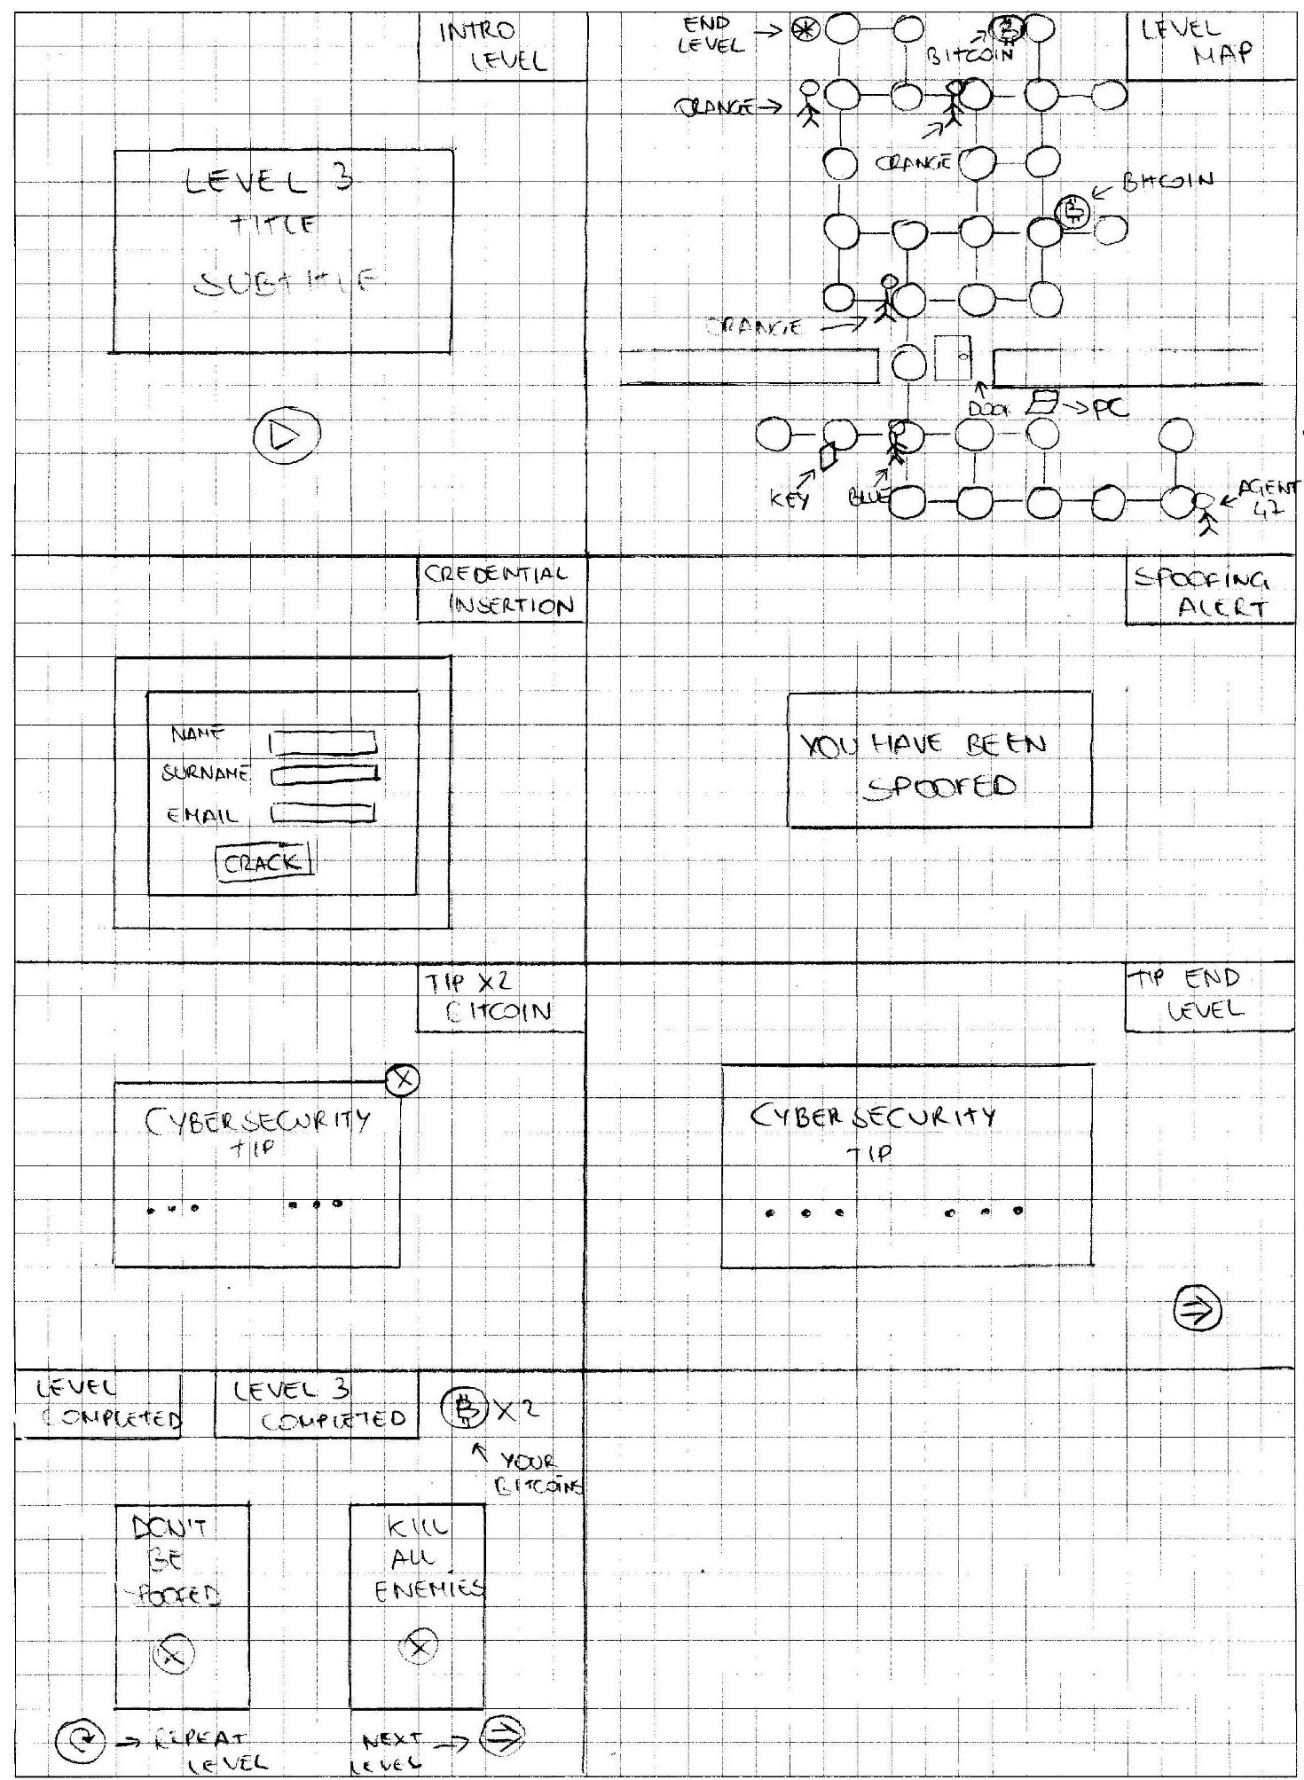 INTRO
LEVEL
LEVEL 3
TITLE
SUBTITLE
END
LEVEL
BITCOIN
LEVEL
MAP
ORANGE
ORANGE
BITCOIN
ORANGE
DOOR
PC
KEY
BLUE
AGENT
47
CREDENTIAL
INSERTION
NAME
SURNAME
EMAIL
CRACK
SPOOFING
ALERT
YOU HAVE BEEN
SPOOFED
TIP X2
BITCOIN
CYBERSECURITY
TIP
... ...
TIP END
LEVEL
CYBERSECURITY
TIP
... ...
LEVEL
COMPLETED
LEVEL 3
COMPLETED
X2
YOUR
BITCOINS
DON'T
BE
SPOOFED
X
KILL
ALL
ENEMIES
X
REPEAT
LEVEL
NEXT
LEVEL